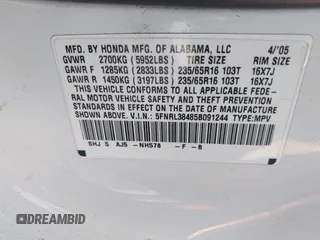 MFD. BY HONDA MFG. OF ALABAMA, LLC 4/'05
GVWR 2700KG (5952LBS) TIRE SIZE RIM SIZE
GAWR F 1285KG (2833LBS) 235/65R16 103T 16X7J
GAWR R 1450KG (3197LBS) 235/65R16 103T 16X7J
THIS VEHICLE CONFORMS TO ALL APPLICABLE FEDE-
RAL MOTOR VEHICLE SAFETY AND THEFT PREVENTION
STANDARDS IN EFFECT ON THE DATE OF MANUFACTURE
SHOWN ABOVE. V.I.N.: 5FNRL38485B091244 TYPE:MPV
SHJ 5 AJ5 -NH578 -F -B
DREAMBID